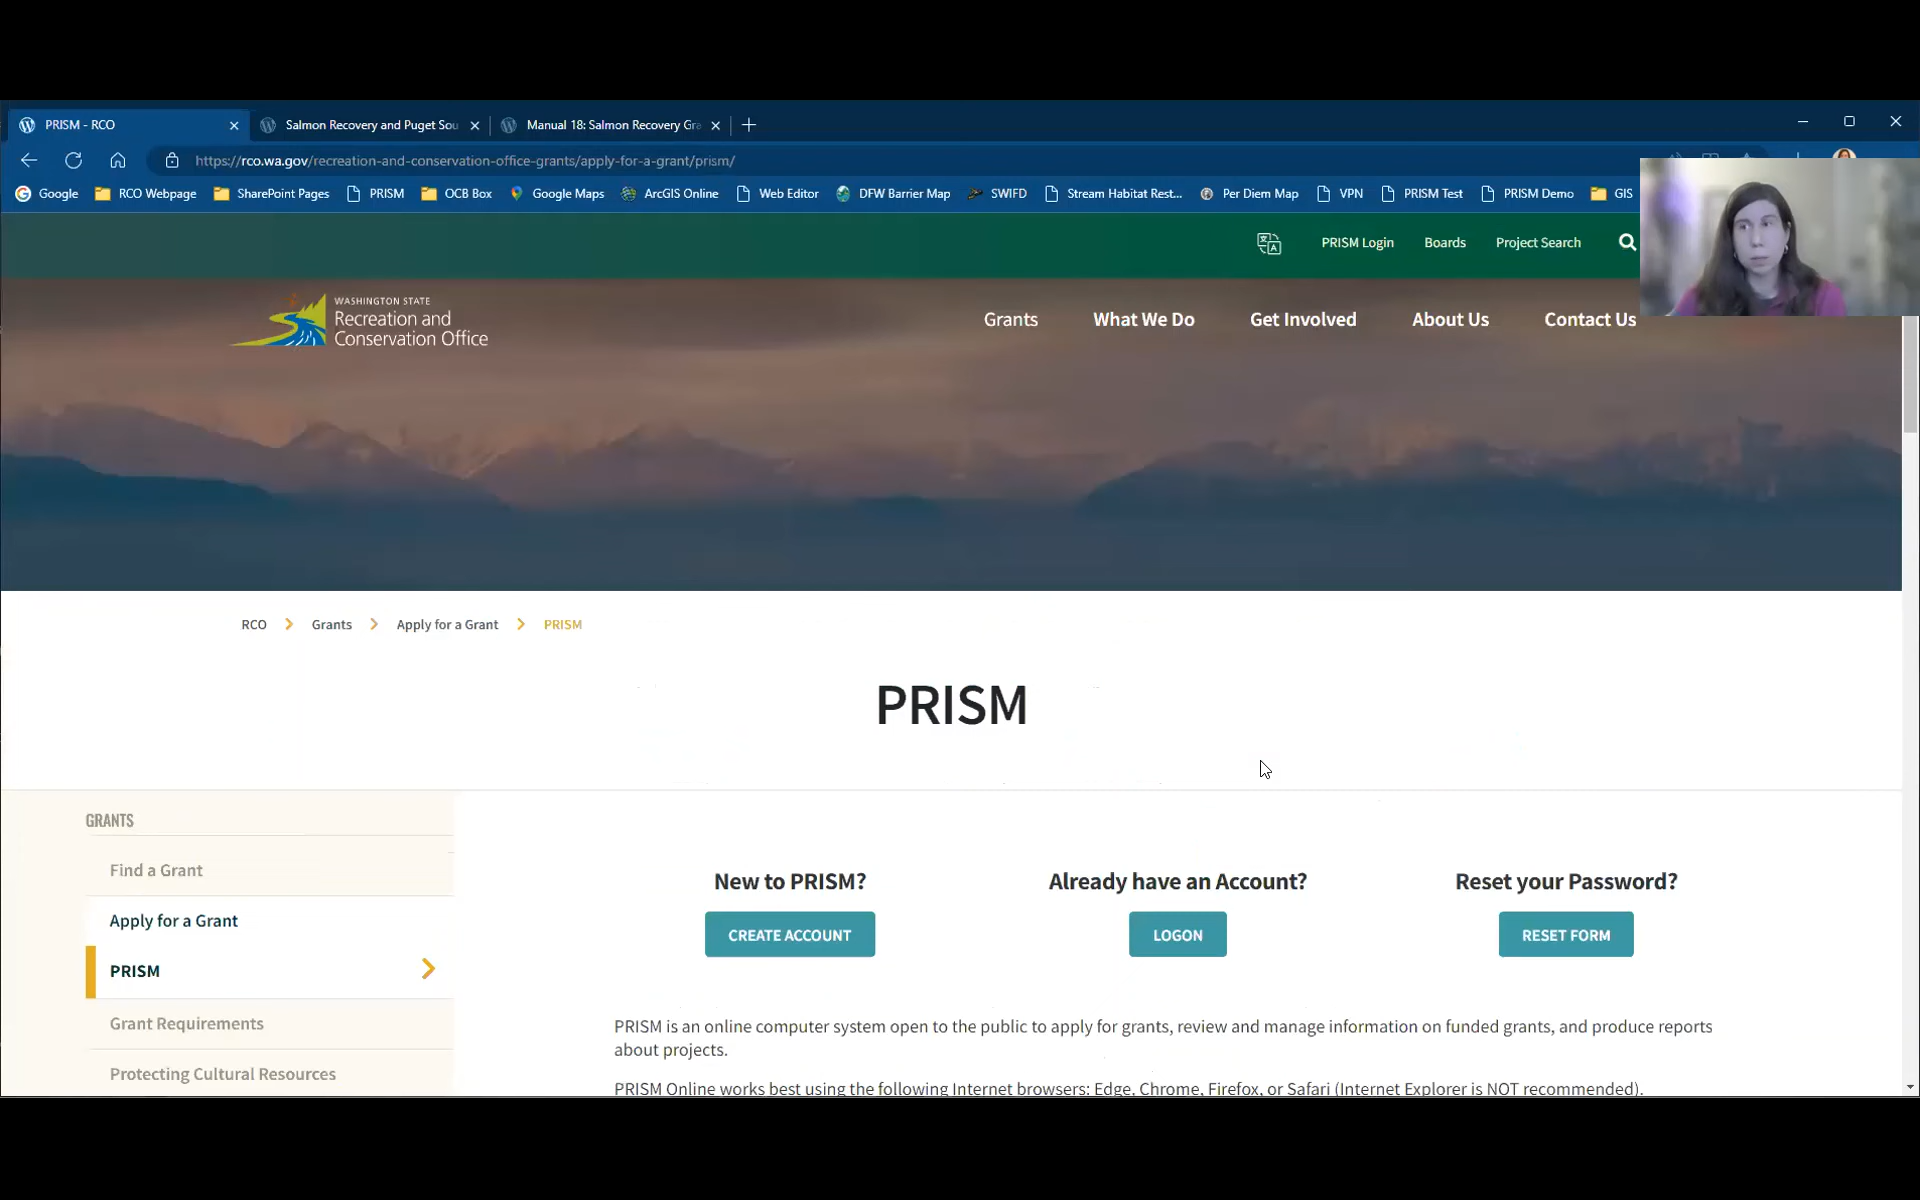 PRISM - RCO
Salmon Recovery and Puget Sou
Manual 18: Salmon Recovery Gra
https://rco.wa.gov/recreation-and-conservation-office-grants/apply-for-a-grant/prism/
Google RCO Webpage SharePoint Pages PRISM OCB Box Google Maps ArcGIS Online Web Editor DFW Barrier Map SWIFD Stream Habitat Rest... Per Diem Map VPN PRISM Test PRISM Demo GIS
PRISM Login Boards Project Search
WASHINGTON STATE
Recreation and
Conservation Office
Grants What We Do Get Involved About Us Contact Us
RCO Grants Apply for a Grant PRISM
PRISM
GRANTS
Find a Grant
Apply for a Grant
PRISM
Grant Requirements
Protecting Cultural Resources
New to PRISM?
CREATE ACCOUNT
Already have an Account?
LOGON
Reset your Password?
RESET FORM
PRISM is an online computer system open to the public to apply for grants, review and manage information on funded grants, and produce reports
about projects.
PRISM Online works best using the following Internet browsers: Edge, Chrome, Firefox, or Safari (Internet Explorer is NOT recommended).